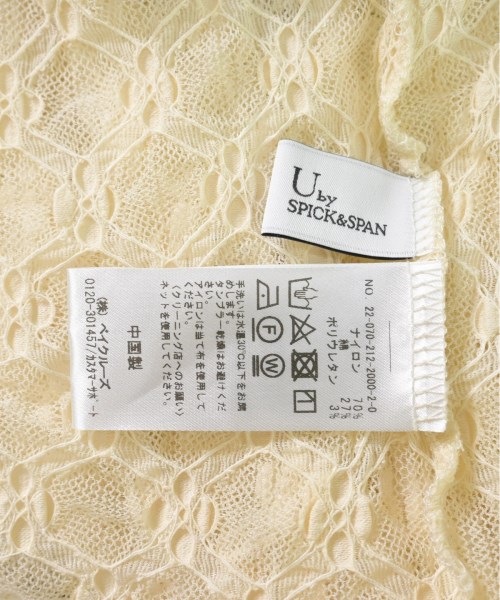 U by
SPICK&SPAN
NO 22-070-212-2000-2-0
ナイロン 70%
綿 27%
ポリウレタン 3%
F
W
手洗いは水温30℃以下をお薦
めします。
タンブラー乾燥はお避けくだ
さい。
アイロンは当て布を使用して
ください。
〈クリーニング店へのお願い〉
ネットを使用してください。
中国製
(株) ベイクルーズ
0120-301457/カスタマーサポート